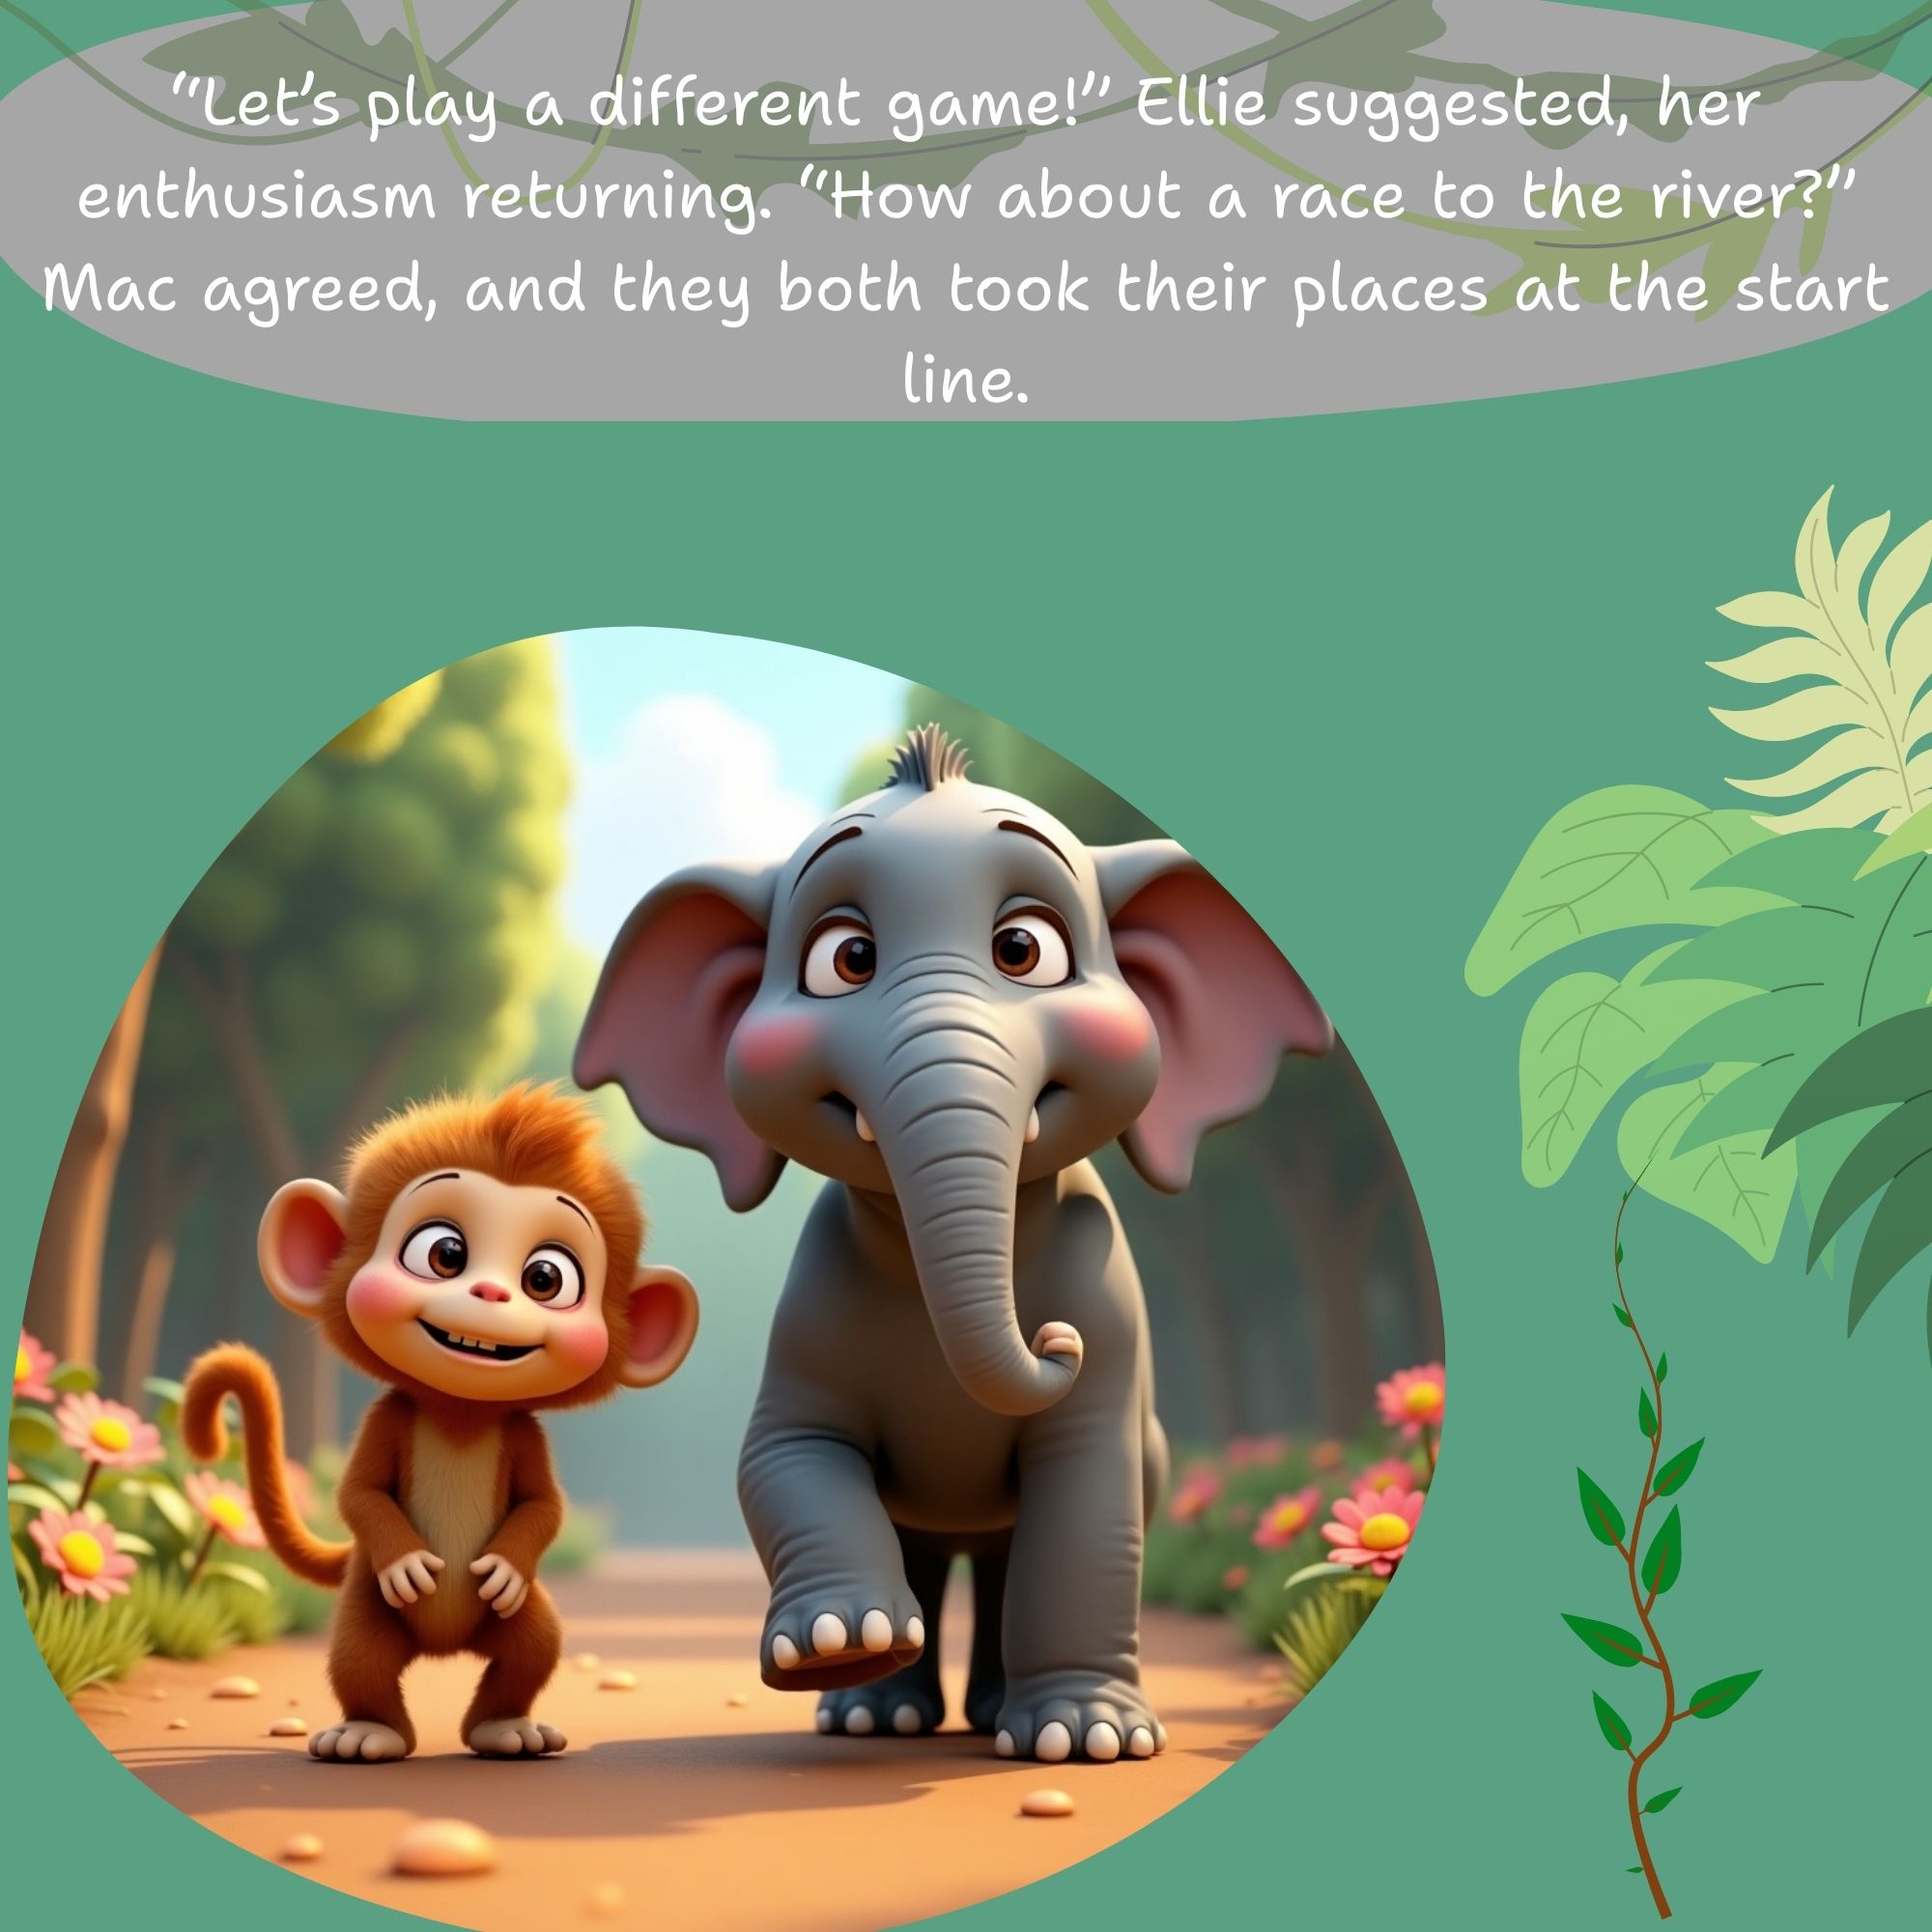 “Let’s play a different game!” Ellie suggested, her
enthusiasm returning. “How about a race to the river?”
Mac agreed, and they both took their places at the start
line.